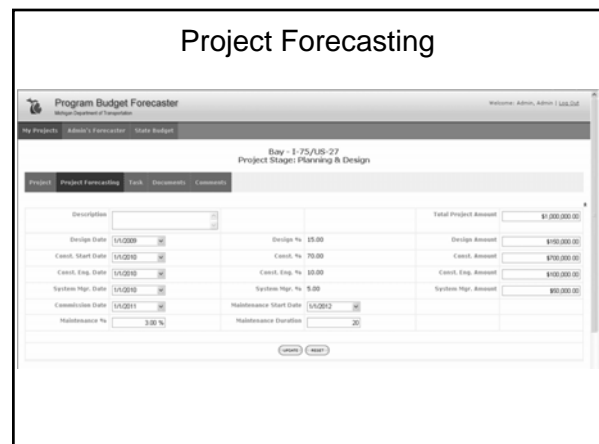 Project Forecasting
Program Budget Forecaster
Michigan Department of Transportation
Welcome: Admin, Admin | Log Out
My Projects Admin's Forecaster State Budget
Bay - I-75/US-27
Project Stage: Planning & Design
Project Project Forecasting Task Documents Comments
Description Total Project Amount $1,000,000.00
Design Date 1/1/2009 Design % 15.00 Design Amount $150,000.00
Const. Start Date 1/1/2010 Const. % 70.00 Const. Amount $700,000.00
Const. Eng. Date 1/1/2010 Const. Eng. % 10.00 Const. Eng. Amount $100,000.00
System Mgr. Date 1/1/2010 System Mgr. % 5.00 System Mgr. Amount $50,000.00
Commission Date 1/1/2011 Maintenance Start Date 1/1/2012
Maintenance % 3.00 % Maintenance Duration 20
UPDATE RESET